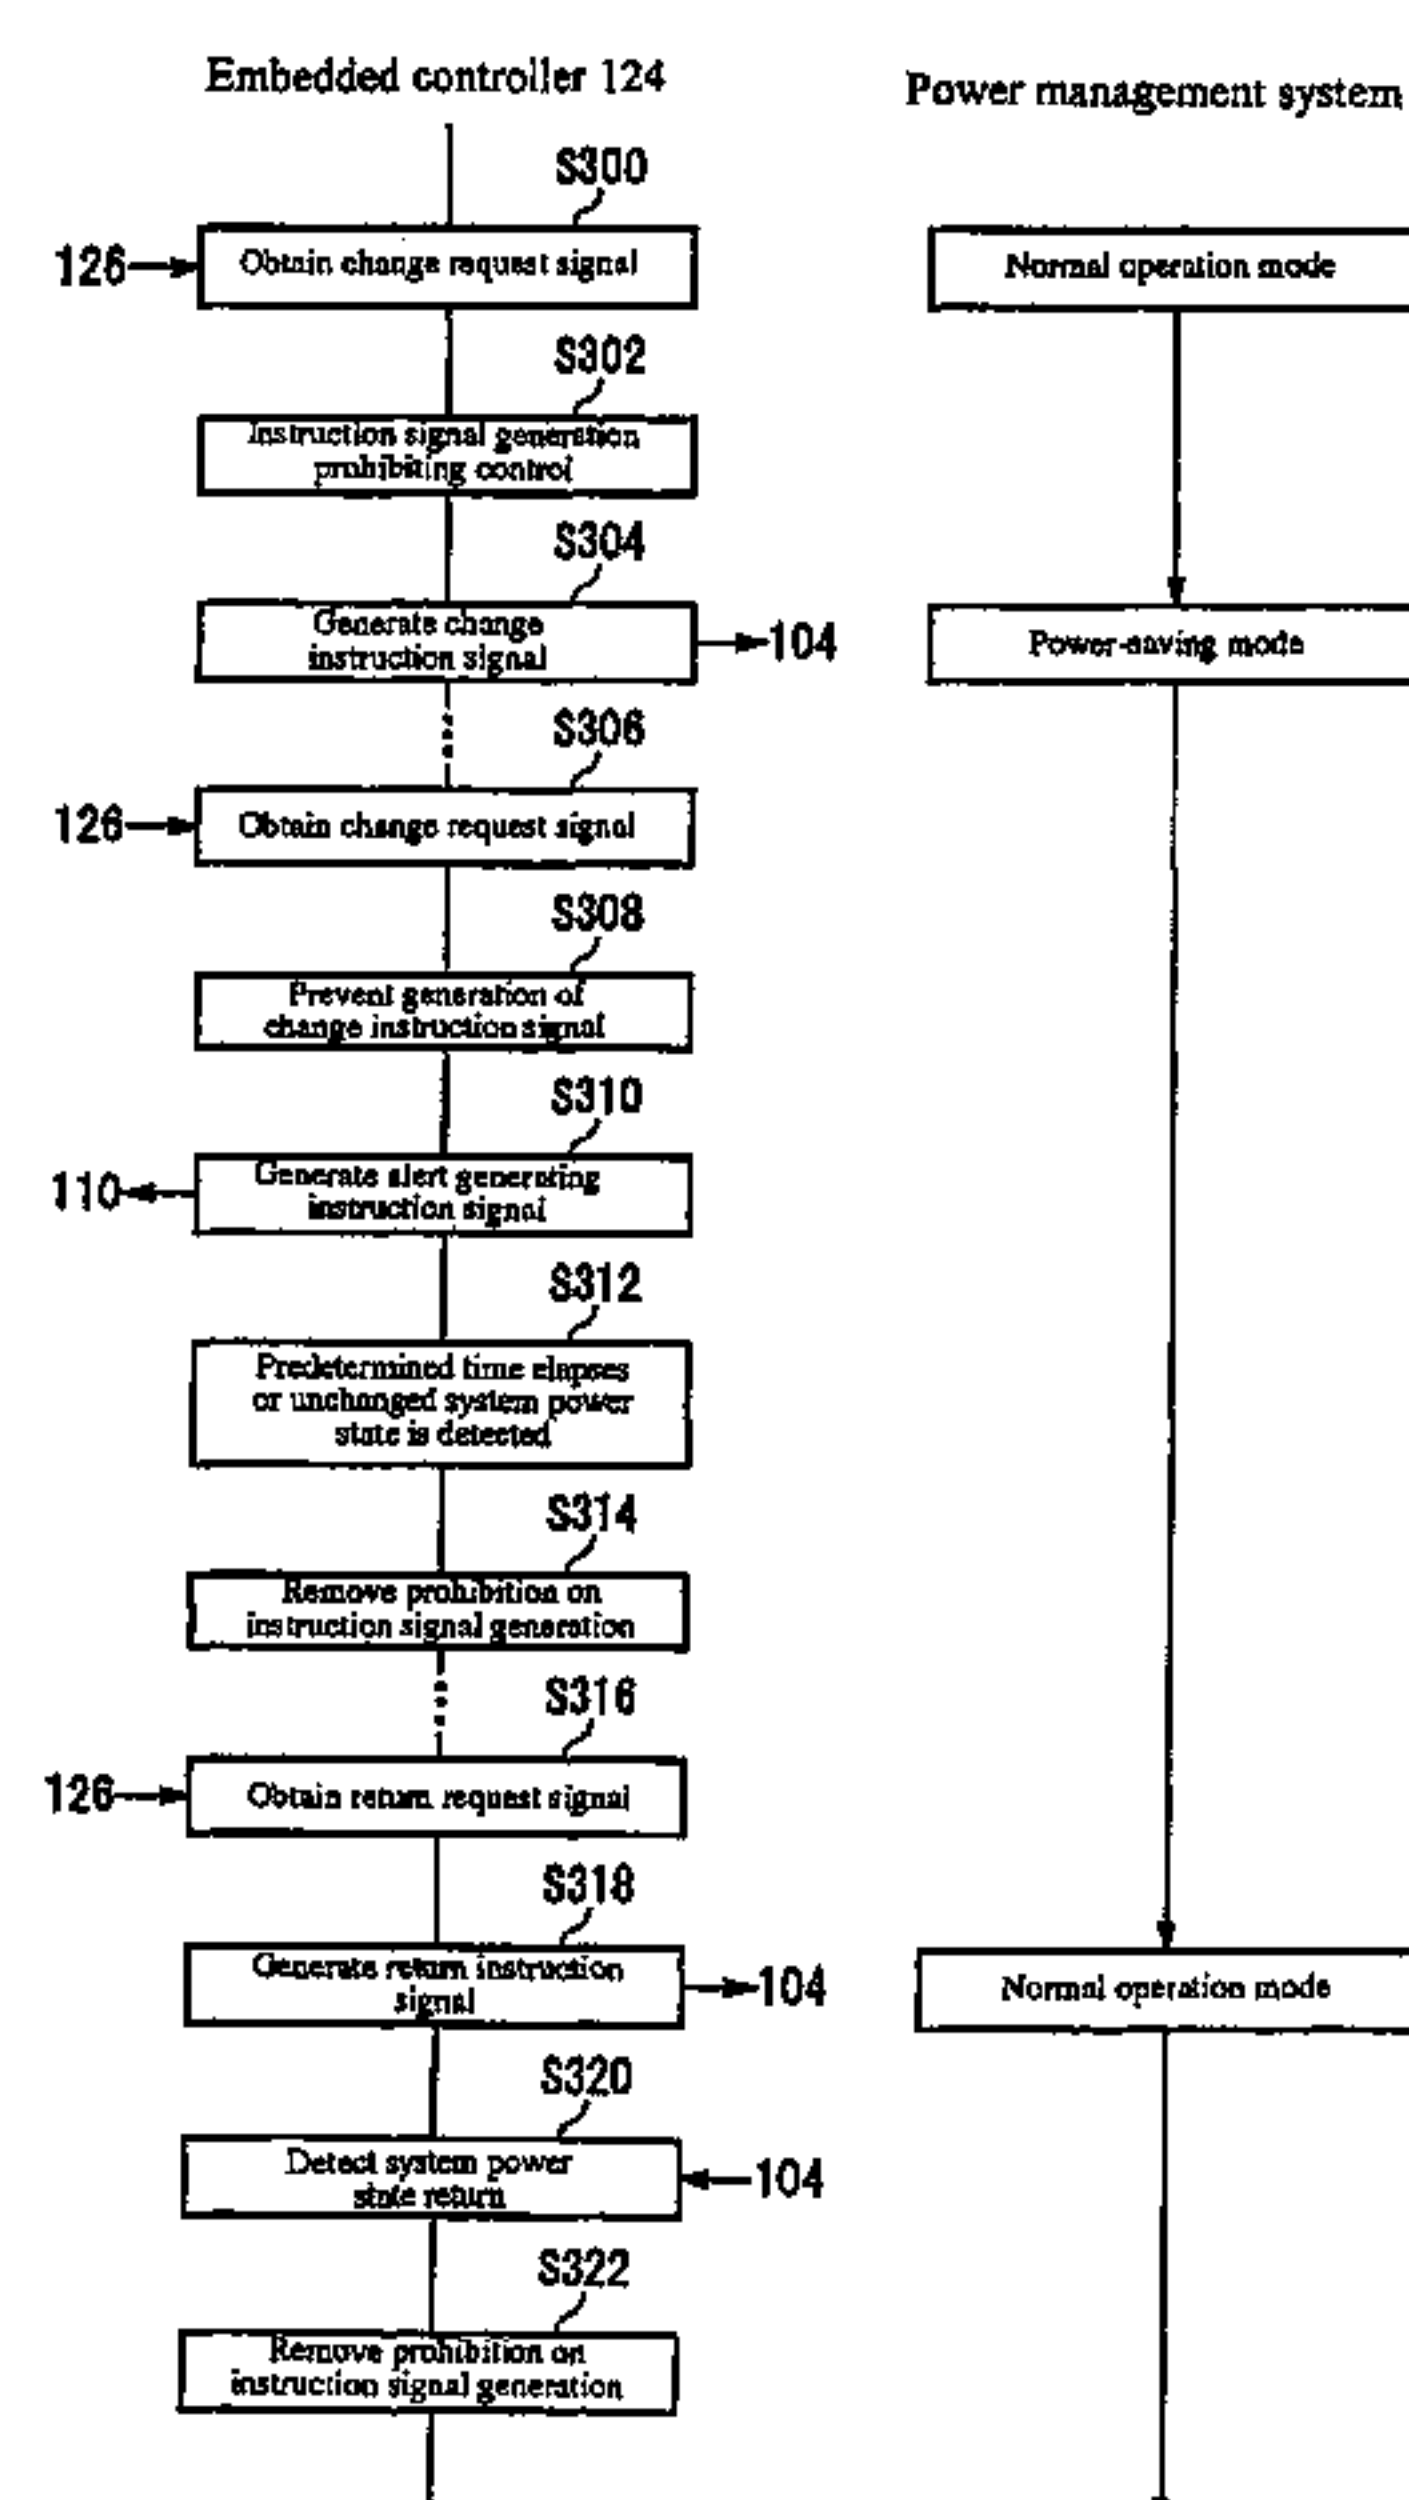 Embedded controller 124
Power management system
S300
126
Obtain change request signal
Normal operation mode
S302
Instruction signal generation
prohibiting control
S304
Generate change
instruction signal
104
Power-saving mode
S306
126
Obtain change request signal
S308
Prevent generation of
change instruction signal
S310
110
Generate alert generating
instruction signal
S312
Predetermined time elapses
or unchanged system power
state is detected
S314
Remove prohibition on
instruction signal generation
S316
126
Obtain return request signal
S318
Generate return instruction
signal
104
Normal operation mode
S320
Detect system power
state return
104
S322
Remove prohibition on
instruction signal generation